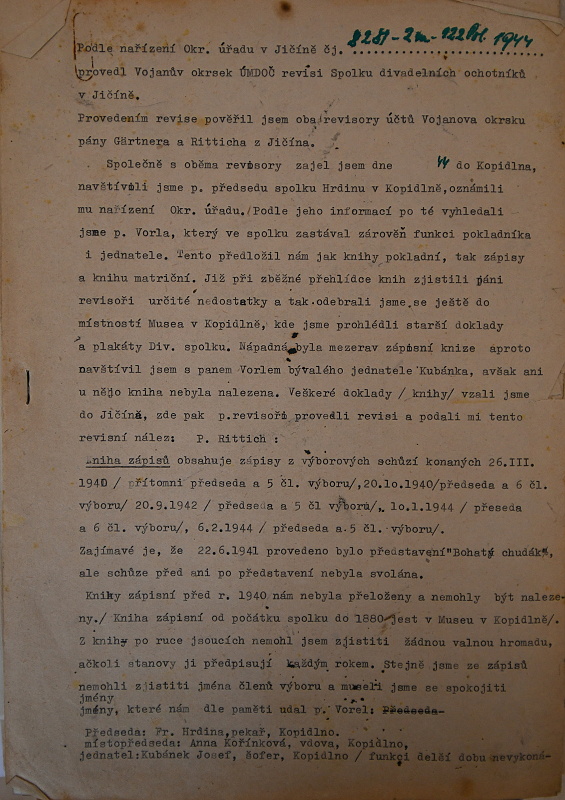 Podle nařízení Okr. úřadu v Jičíně čj. 8281-2m-122 1944
provedl Vojanův okrsek ÚMDOČ revisi Spolku divadelních ochotníků
v Jičíně.
Provedením revise pověřil jsem oba revisory účtů Vojanova okrsku
pány Gärtnera a Ritticha z Jičína.
Společně s oběma revisory zajel jsem dne 44 do Kopidlna,
navštívili jsme p. předsedu spolku Hrdinu v Kopidlně,oznámili
mu nařízení Okr. úřadu./Podle jeho informací po té vyhledali
jsme p. Vorla, který ve spolku zastával zárověň funkci pokladníka
i jednatele. Tento předložil nám jak knihy pokladní, tak zápisy
a knihu matriční. Již při zběžné přehlídce knih zjistili páni
revisoři určité nedostatky a tak.odebrali jsme se ještě do
místností Musea v Kopidlně, kde jsme prohlédli starší doklady
a plakáty Div. spolku. Nápadná byla mezerav zápisní knize aproto
navštívil jsem s panem Vorlem bývalého jednatele Kubánka, avšak ani
u nějo kniha nebyla nalezena. Veškeré doklady / knihy/ vzali jsme
do Jičína, zde pak p.revisoři provedli revisi a podali mi tento
revisní nález: P. Rittich :
Kniha zápisů obsahuje zápisy z výborových schůzí konaných 26.III.
1940 / přítomni předseda a 5 čl. výboru/,20.10.1940/předseda a 6 čl.
výboru/ 20.9.1942 / předseda a 5 čl výboru/, 10.1.1944 / přeseda
a 6 čl. výboru/, 6.2.1944 / předseda a 5 čl. výboru/.
Zajímavé je, že 22.6.1941 provedeno bylo představení"Bohatý chudák",
ale schůze před ani po představení nebyla svolána.
Knihy zápisní před r. 1940 nám nebyla přeloženy a nemohly být naleze-
ny./ Kniha zápisní od počátku spolku do 1880 jest v Museu v Kopidlně/.
Z knihy po ruce jsoucích nemohl jsem zjistiti žádnou valnou hromadu,
ačkoli stanovy ji předpisují každým rokem. Stejně jsme ze zápisů
nemohli zjistiti jména členů výboru a museli jsme se spokojiti
jmény
jmény, které nám dle paměti udal p. Vorel: Předseda-
Předseda: Fr. Hrdina,pekař, Kopidlno.
místopředseda: Anna Kořínková, vdova, Kopidlno,
jednatel:Kubánek Josef, šofer, Kopidlno / funkci delší dobu nevykoná-